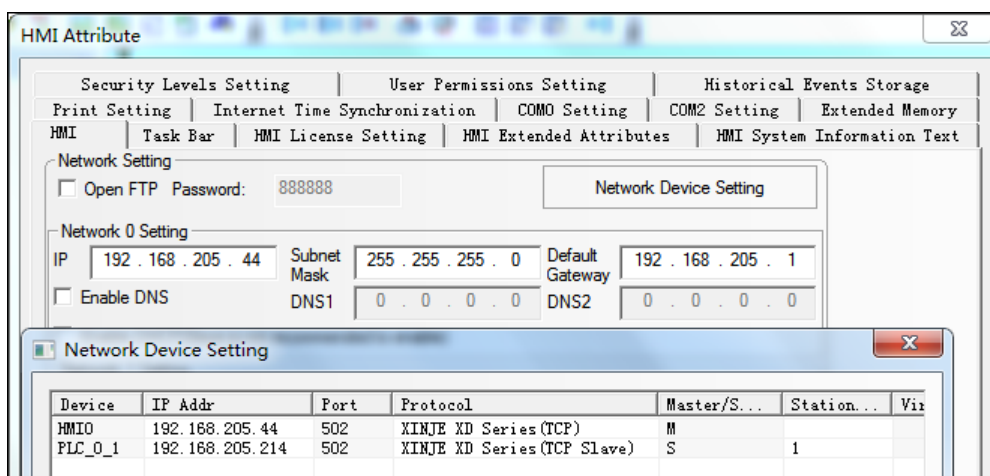 HMI Attribute
Security Levels Setting User Permissions Setting Historical Events Storage
Print Setting Internet Time Synchronization COM0 Setting COM2 Setting Extended Memory
HMI Task Bar HMI License Setting HMI Extended Attributes HMI System Information Text
Network Setting
Open FTP Password: 888888 Network Device Setting
Network 0 Setting
IP 192 . 168 . 205 . 44 Subnet Mask 255 . 255 . 255 . 0 Default Gateway 192 . 168 . 205 . 1
Enable DNS DNS1 0 . 0 . 0 . 0 DNS2 0 . 0 . 0 . 0
Network Device Setting
Device IP Addr Port Protocol Master/S... Station... Vir
HMI0 192.168.205.44 502 XINJE XD Series(TCP) M
PLC_0_1 192.168.205.214 502 XINJE XD Series(TCP Slave) S 1